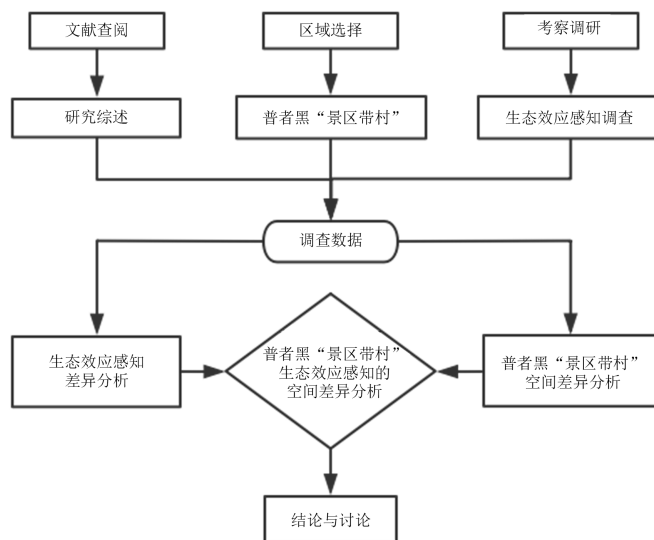 文献查阅
区域选择
考察调研
研究综述
普者黑“景区带村”
生态效应感知调查
调查数据
生态效应感知
差异分析
普者黑“景区带村”
生态效应感知的
空间差异分析
普者黑“景区带村”
空间差异分析
结论与讨论